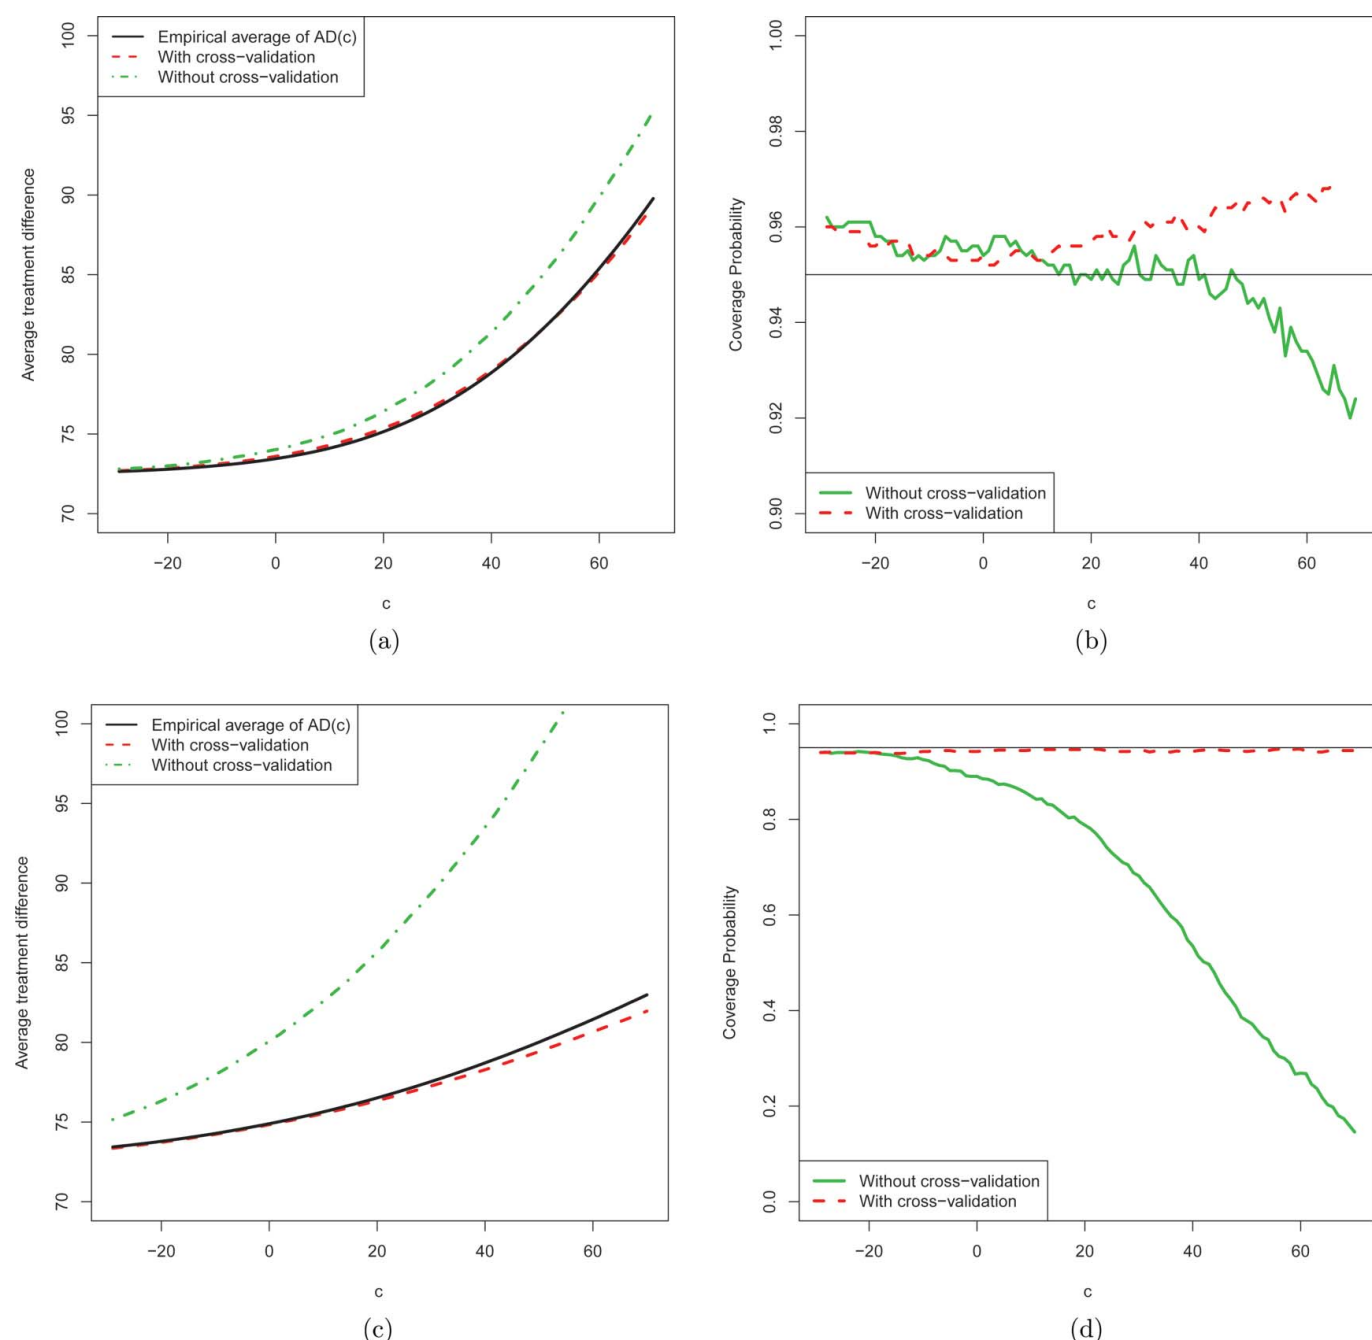 Empirical average of AD(c)
With cross−validation
Without cross−validation
Average treatment difference
100
95
90
85
80
75
70
−20 0 20 40 60
c
(a)
Coverage Probability
1.00
0.98
0.96
0.94
0.92
0.90
Without cross−validation
With cross−validation
−20 0 20 40 60
c
(b)
Empirical average of AD(c)
With cross−validation
Without cross−validation
Average treatment difference
100
95
90
85
80
75
70
−20 0 20 40 60
c
(c)
Coverage Probability
1.0
0.8
0.6
0.4
0.2
0.0
Without cross−validation
With cross−validation
−20 0 20 40 60
c
(d)